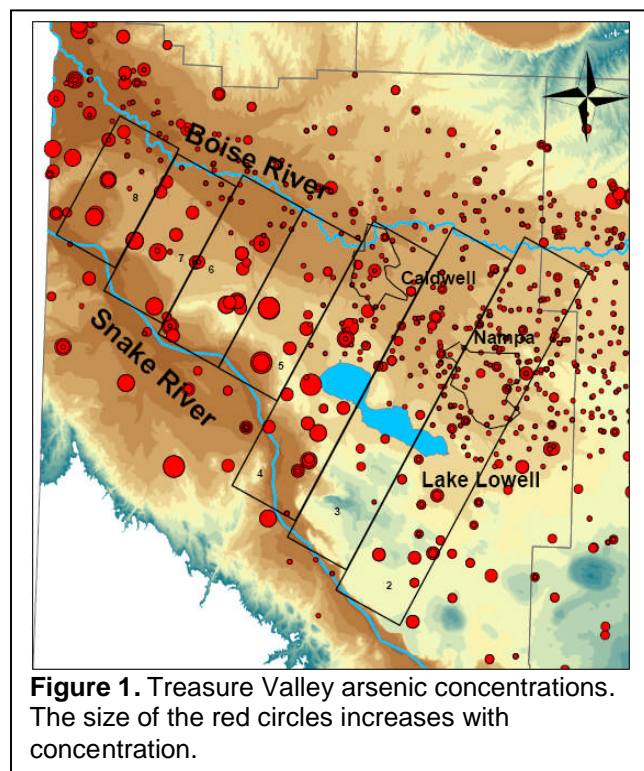 Boise River
8
7
6
Caldwell
Snake River
Nampa
5
4
Lake Lowell
3
2
Figure 1. Treasure Valley arsenic concentrations.
The size of the red circles increases with
concentration.